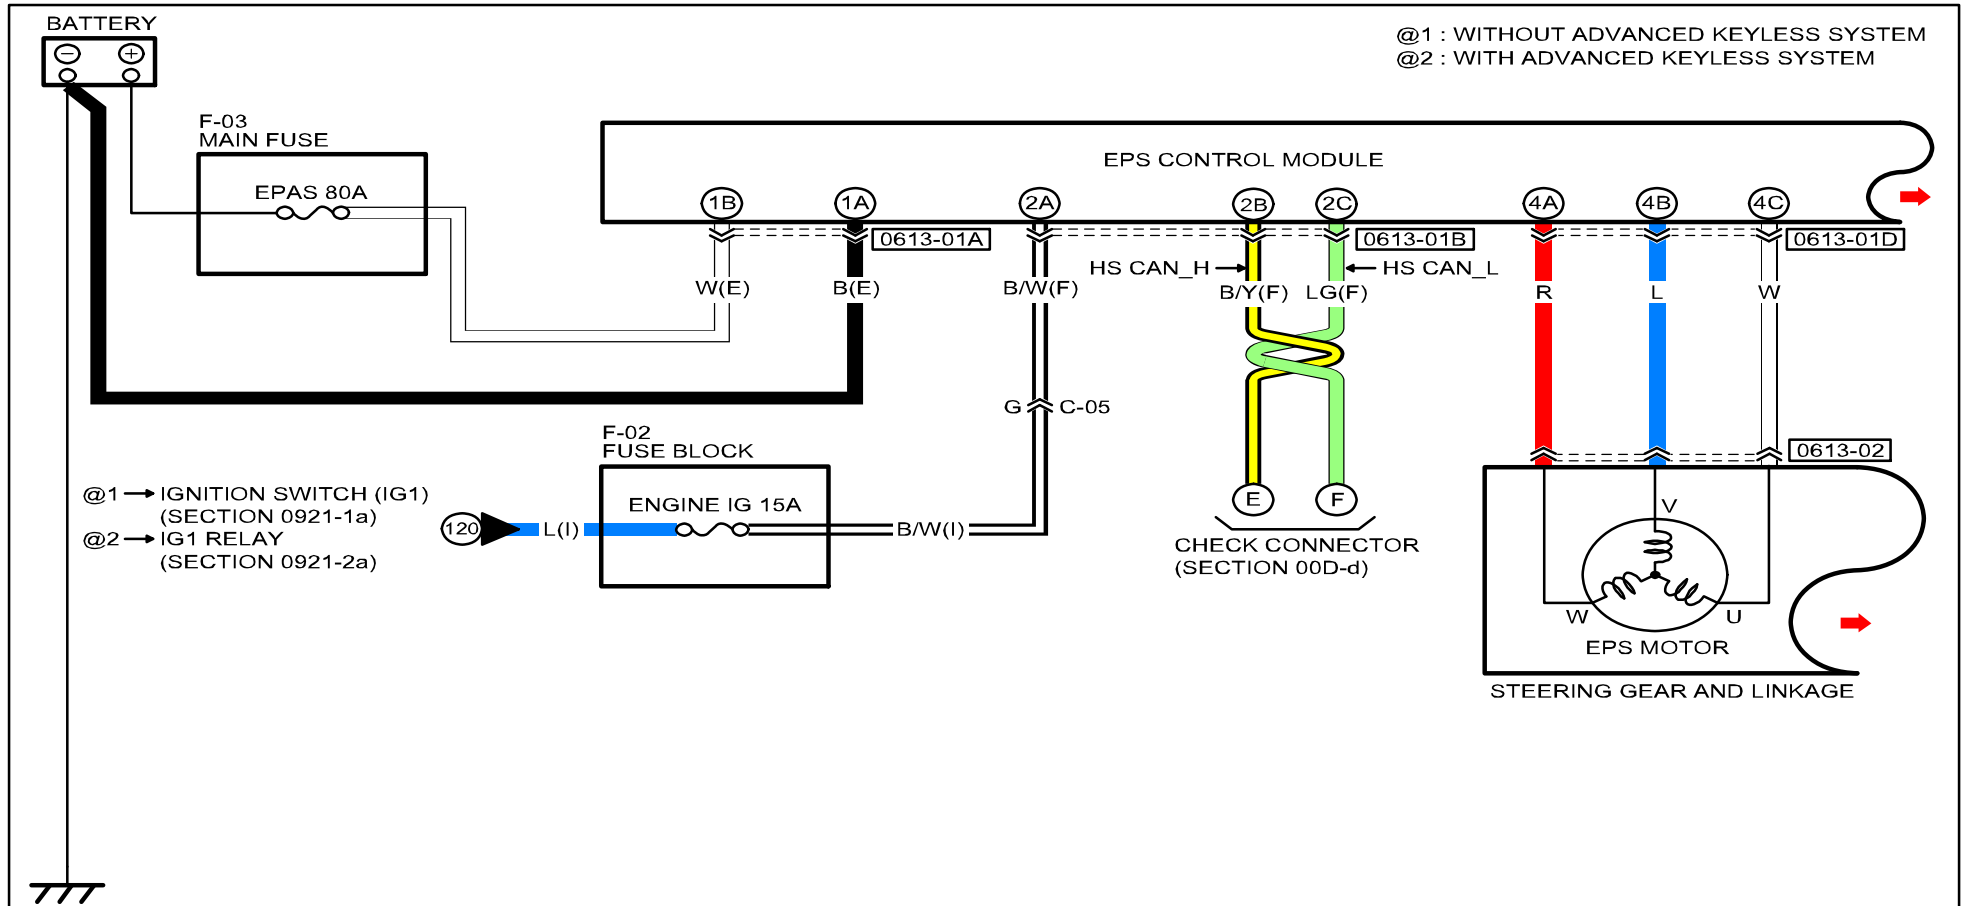 BATTERY
− +
@1 : WITHOUT ADVANCED KEYLESS SYSTEM
@2 : WITH ADVANCED KEYLESS SYSTEM
F-03
MAIN FUSE
EPAS 80A
EPS CONTROL MODULE
1B 1A 2A 2B 2C 4A 4B 4C
0613-01A 0613-01B 0613-01D
HS CAN_H HS CAN_L
W(E) B(E) B/W(F) B/Y(F) LG(F) R L W
G C-05
F-02
FUSE BLOCK
0613-02
@1 IGNITION SWITCH (IG1)
(SECTION 0921-1a)
@2 IG1 RELAY
(SECTION 0921-2a)
120 L(I) ENGINE IG 15A B/W(I)
E F
CHECK CONNECTOR
(SECTION 00D-d)
V
W U
EPS MOTOR
STEERING GEAR AND LINKAGE